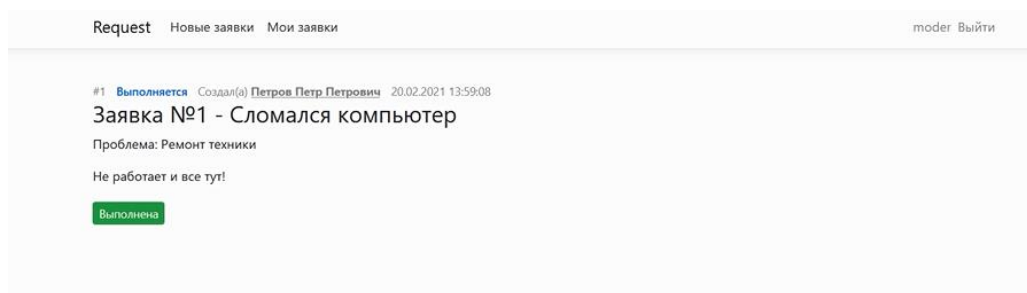 Request Новые заявки Мои заявки moder Выйти
#1 Выполняется Создал(а) Петров Петр Петрович 20.02.2021 13:59:08
Заявка №1 - Сломался компьютер
Проблема: Ремонт техники
Не работает и все тут!
Выполнена